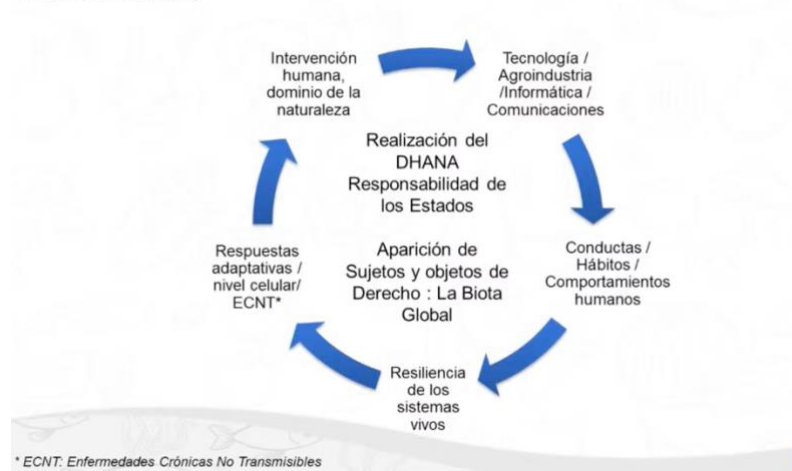 Intervención
humana,
dominio de la
naturaleza
Tecnología /
Agroindustria
/Informática /
Comunicaciones
Realización del
DHANA
Responsabilidad de
los Estados
Respuestas
adaptativas /
nivel celular/
ECNT*
Aparición de
Sujetos y objetos de
Derecho : La Biota
Global
Conductas /
Hábitos /
Comportamientos
humanos
Resiliencia
de los
sistemas
vivos
* ECNT: Enfermedades Crónicas No Transmisibles